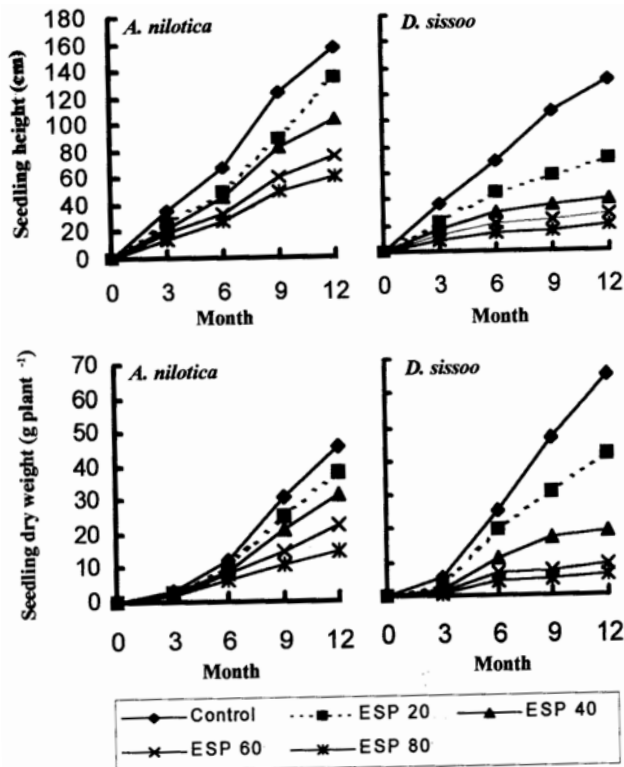 A. nilotica
D. sissoo
Seedling height (cm)
180
160
140
120
100
80
60
40
20
0
0 3 6 9 12
Month
0 3 6 9 12
Month
A. nilotica
D. sissoo
Seedling dry weight (g plant -1)
70
60
50
40
30
20
10
0
0 3 6 9 12
Month
0 3 6 9 12
Month
Control ESP 20 ESP 40
ESP 60 ESP 80